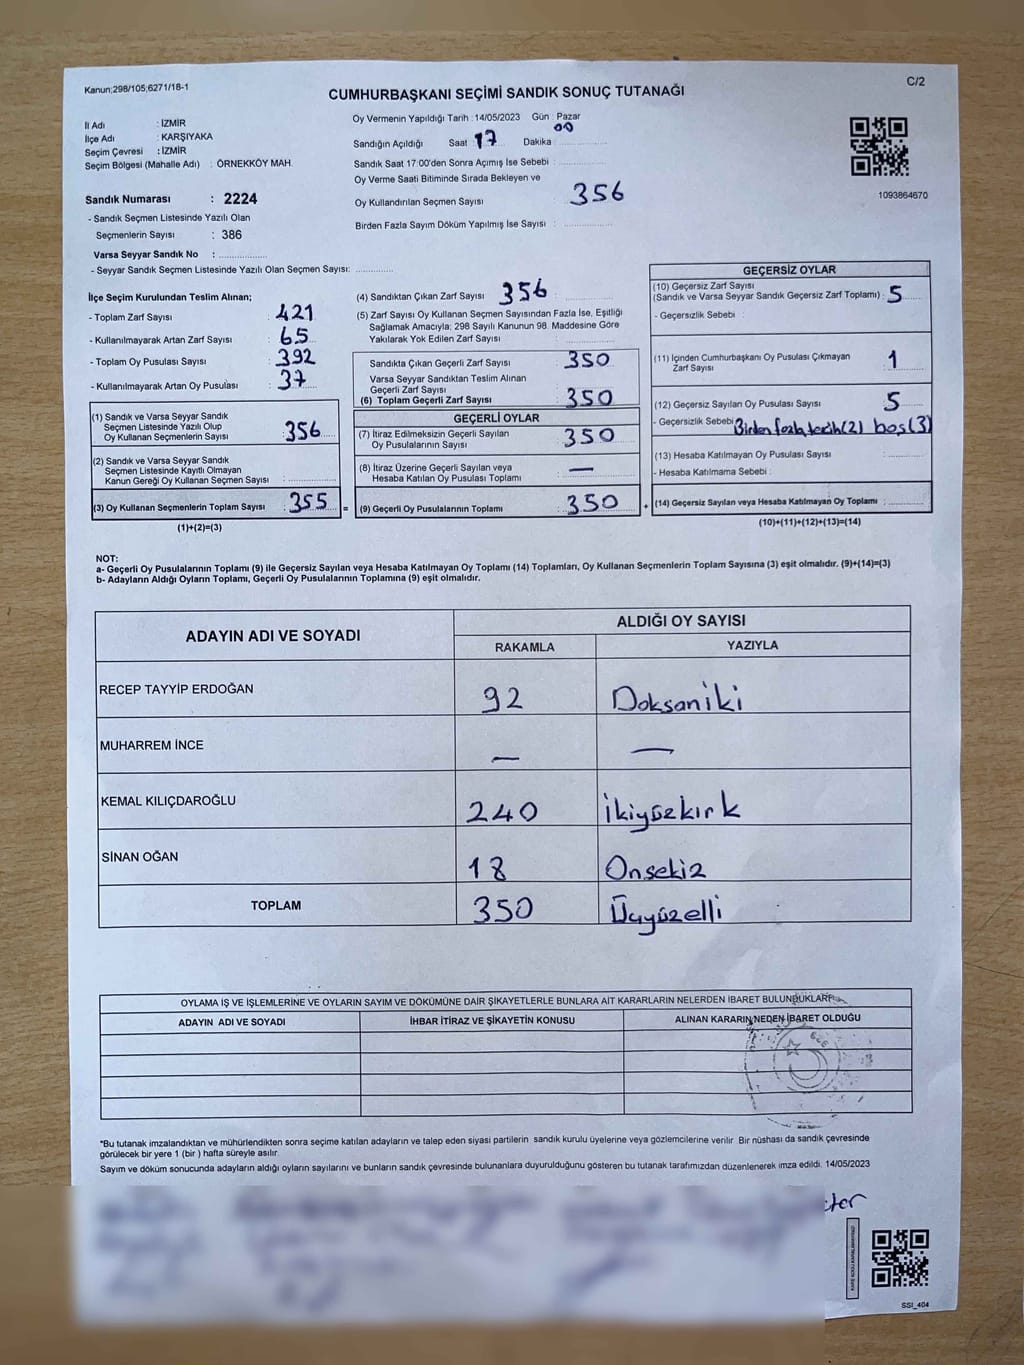 Kanun;298/105;6271/18-1
C/2
CUMHURBAŞKANI SEÇİMİ SANDIK SONUÇ TUTANAĞI
İl Adı : İZMİR
İlçe Adı : KARŞIYAKA
Seçim Çevresi : İZMİR
Seçim Bölgesi (Mahalle Adı) : ÖRNEKKÖY MAH.
Sandık Numarası : 2224
- Sandık Seçmen Listesinde Yazılı Olan
Seçmenlerin Sayısı : 386
Varsa Seyyar Sandık No :
- Seyyar Sandık Seçmen Listesinde Yazılı Olan Seçmen Sayısı:
Oy Vermenin Yapıldığı Tarih : 14/05/2023 Gün : Pazar
Sandığın Açıldığı Saat : 17 Dakika : 00
Sandık Saat 17:00'den Sonra Açımış İse Sebebi :
Oy Verme Saati Bitiminde Sırada Bekleyen ve
Oy Kullandırılan Seçmen Sayısı : 356
Birden Fazla Sayım Döküm Yapılmış İse Sayısı :
1093864670
İlçe Seçim Kurulundan Teslim Alınan;
- Toplam Zarf Sayısı : 421
- Kullanılmayarak Artan Zarf Sayısı : 65
- Toplam Oy Pusulası Sayısı : 392
- Kullanılmayarak Artan Oy Pusulası : 37
(1) Sandık ve Varsa Seyyar Sandık
Seçmen Listesinde Yazılı Olup
Oy Kullanan Seçmenlerin Sayısı : 356
(2) Sandık ve Varsa Seyyar Sandık
Seçmen Listesinde Kayıtlı Olmayan
Kanun Gereği Oy Kullanan Seçmen Sayısı :
(3) Oy Kullanan Seçmenlerin Toplam Sayısı : 355
(1)+(2)=(3)
=
(4) Sandıktan Çıkan Zarf Sayısı : 356
(5) Zarf Sayısı Oy Kullanan Seçmen Sayısından Fazla İse, Eşitliği
Sağlamak Amacıyla; 298 Sayılı Kanunun 98. Maddesine Göre
Yakılarak Yok Edilen Zarf Sayısı :
Sandıkta Çıkan Geçerli Zarf Sayısı : 350
Varsa Seyyar Sandıktan Teslim Alınan
Geçerli Zarf Sayısı
(6) Toplam Geçerli Zarf Sayısı : 350
GEÇERLİ OYLAR
(7) İtiraz Edilmeksizin Geçerli Sayılan
Oy Pusulalarının Sayısı : 350
(8) İtiraz Üzerine Geçerli Sayılan veya
Hesaba Katılan Oy Pusulası Toplamı : —
(9) Geçerli Oy Pusulalarının Toplamı : 350
+
GEÇERSİZ OYLAR
(10) Geçersiz Zarf Sayısı
(Sandık ve Varsa Seyyar Sandık Geçersiz Zarf Toplamı) : 5
- Geçersizlik Sebebi :
(11) İçinden Cumhurbaşkanı Oy Pusulası Çıkmayan
Zarf Sayısı : 1
(12) Geçersiz Sayılan Oy Pusulası Sayısı : 5
- Geçersizlik Sebebi: Birden fazla tercih(2) boş(3)
(13) Hesaba Katılmayan Oy Pusulası Sayısı :
- Hesaba Katılmama Sebebi :
(14) Geçersiz Sayılan veya Hesaba Katılmayan Oy Toplamı :
(10)+(11)+(12)+(13)=(14)
NOT:
a- Geçerli Oy Pusulalarının Toplamı (9) ile Geçersiz Sayılan veya Hesaba Katılmayan Oy Toplamı (14) Toplamları, Oy Kullanan Seçmenlerin Toplam Sayısına (3) eşit olmalıdır. (9)+(14)=(3)
b- Adayların Aldığı Oyların Toplamı, Geçerli Oy Pusulalarının Toplamına (9) eşit olmalıdır.
ADAYIN ADI VE SOYADI
ALDIĞI OY SAYISI
RAKAMLA YAZIYLA
RECEP TAYYİP ERDOĞAN 92 Doksaniki
MUHARREM İNCE — —
KEMAL KILIÇDAROĞLU 240 İkiyüzkırk
SİNAN OĞAN 18 Onsekiz
TOPLAM 350 Üçyüzelli
OYLAMA İŞ VE İŞLEMLERİNE VE OYLARIN SAYIM VE DÖKÜMÜNE DAİR ŞİKAYETLERLE BUNLARA AİT KARARLARIN NELERDEN İBARET BULUNDUKLARI
ADAYIN ADI VE SOYADI İHBAR İTİRAZ VE ŞİKAYETİN KONUSU ALINAN KARARIN NEDEN İBARET OLDUĞU
*Bu tutanak imzalandıktan ve mühürlendikten sonra seçime katılan adayların ve talep eden siyasi partilerin sandık kurulu üyelerine veya gözlemcilerine verilir. Bir nüshası da sandık çevresinde
görülecek bir yere 1 (bir ) hafta süreyle asılır.
Sayım ve döküm sonucunda adayların aldığı oyların sayılarını ve bunların sandık çevresinde bulunanlara duyurulduğunu gösteren bu tutanak tarafımızdan düzenlenerek imza edildi. 14/05/2023
SSI_404